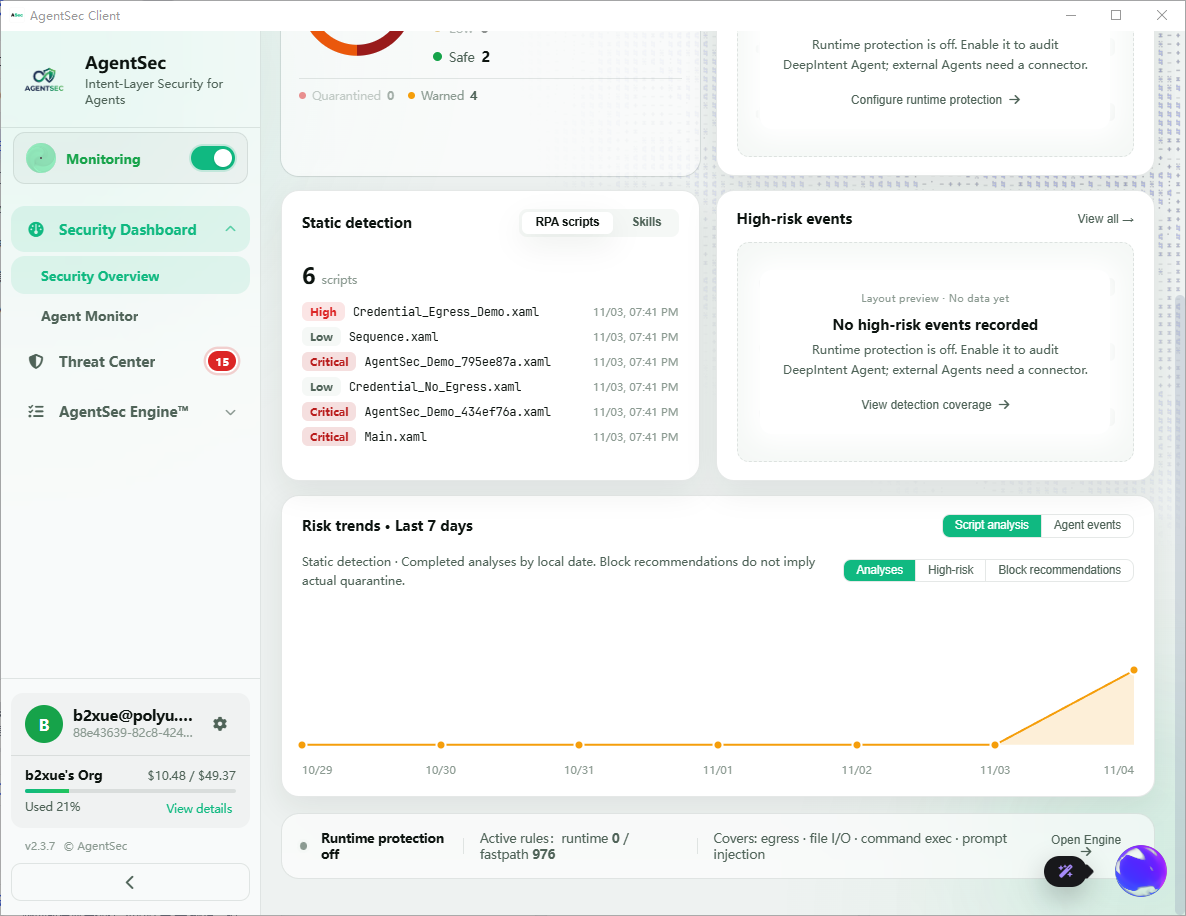 ASec AgentSec Client
AgentSec
Intent-Layer Security for
Agents
AGENTSEC
Monitoring
Security Dashboard
Security Overview
Agent Monitor
Threat Center 15
AgentSec Engine™
b2xue@polyu....
88e43639-82c8-424...
B
b2xue's Org $10.48 / $49.37
Used 21% View details
v2.3.7 © AgentSec
Safe 2
Quarantined 0 Warned 4
Runtime protection is off. Enable it to audit
DeepIntent Agent; external Agents need a connector.
Configure runtime protection →
Static detection RPA scripts Skills
6 scripts
High Credential_Egress_Demo.xaml 11/03, 07:41 PM
Low Sequence.xaml 11/03, 07:41 PM
Critical AgentSec_Demo_795ee87a.xaml 11/03, 07:41 PM
Low Credential_No_Egress.xaml 11/03, 07:41 PM
Critical AgentSec_Demo_434ef76a.xaml 11/03, 07:41 PM
Critical Main.xaml 11/03, 07:41 PM
High-risk events View all →
Layout preview · No data yet
No high-risk events recorded
Runtime protection is off. Enable it to audit
DeepIntent Agent; external Agents need a connector.
View detection coverage →
Risk trends • Last 7 days Script analysis Agent events
Static detection · Completed analyses by local date. Block recommendations do not imply
actual quarantine.
Analyses High-risk Block recommendations
10/29 10/30 10/31 11/01 11/02 11/03 11/04
Runtime protection
off
Active rules: runtime 0 /
fastpath 976
Covers: egress · file I/O · command exec · prompt
injection
Open Engine
→